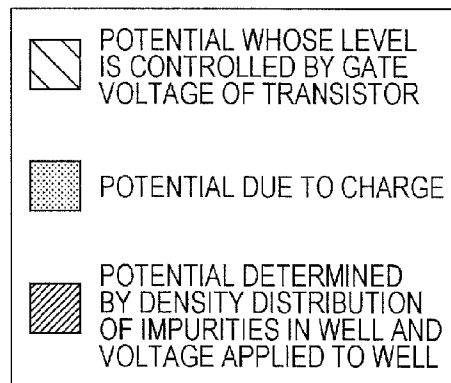 POTENTIAL WHOSE LEVEL
IS CONTROLLED BY GATE
VOLTAGE OF TRANSISTOR
POTENTIAL DUE TO CHARGE
POTENTIAL DETERMINED
BY DENSITY DISTRIBUTION
OF IMPURITIES IN WELL AND
VOLTAGE APPLIED TO WELL